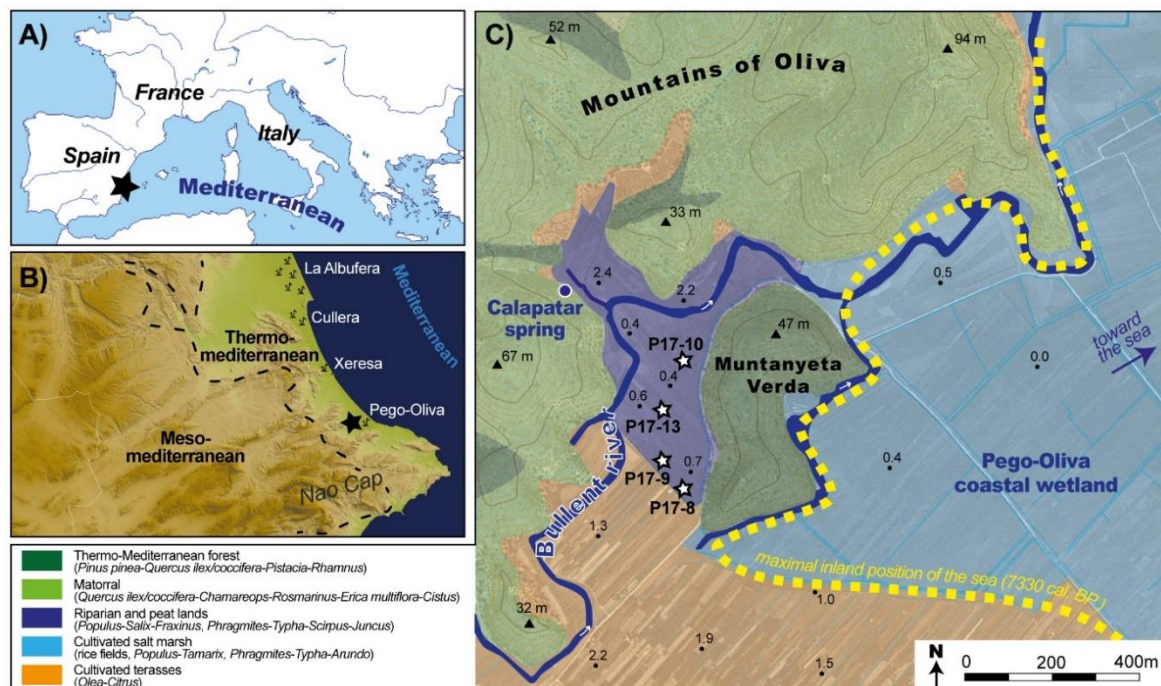 A)
France
Spain
Italy
Mediterranean
B)
La Albufera
Cullera
Xeresa
Pego-Oliva
Mediterranean
Thermo-
mediterranean
Meso-
mediterranean
Nao Cap
Thermo-Mediterranean forest
(Pinus pinea-Quercus ilex/coccifera-Pistacia-Rhamnus)
Matorral
(Quercus ilex/coccifera-Chamareops-Rosmarinus-Erica multiflora-Cistus)
Riparian and peat lands
(Populus-Salix-Fraxinus, Phragmites-Typha-Scirpus-Juncus)
Cultivated salt marsh
(rice fields, Populus-Tamarix, Phragmites-Typha-Arundo)
Cultivated terasses
(Olea-Citrus)
C)
52 m
94 m
Mountains of Oliva
33 m
2.4
2.2
0.5
Calapatar
spring
0.4
47 m
67 m
P17-10
Muntanyeta
Verda
toward
the sea
0.0
0.4
0.6
P17-13
P17-9
0.7
P17-8
0.4
Pego-Oliva
coastal wetland
Bullent river
1.3
maximal inland position of the sea (7330 cal. BP)
1.0
32 m
1.9
2.2
1.5
N
0 200 400m